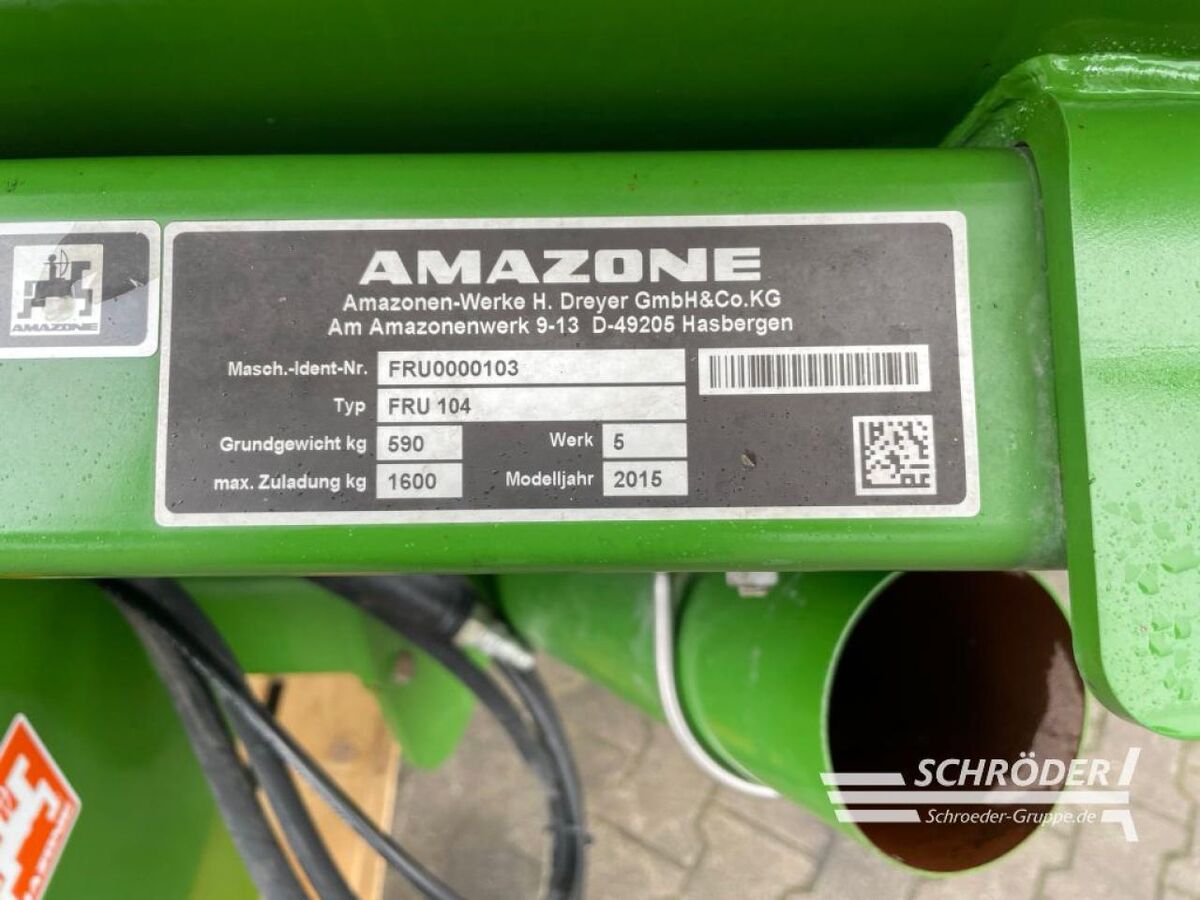 AMAZONE
AMAZONE
Amazonen-Werke H. Dreyer GmbH&Co.KG
Am Amazonenwerk 9-13 D-49205 Hasbergen
Masch.-Ident-Nr. FRU0000103
Typ FRU 104
Grundgewicht kg 590 Werk 5
max. Zuladung kg 1600 Modelljahr 2015
SCHRÖDER
Schroeder-Gruppe.de